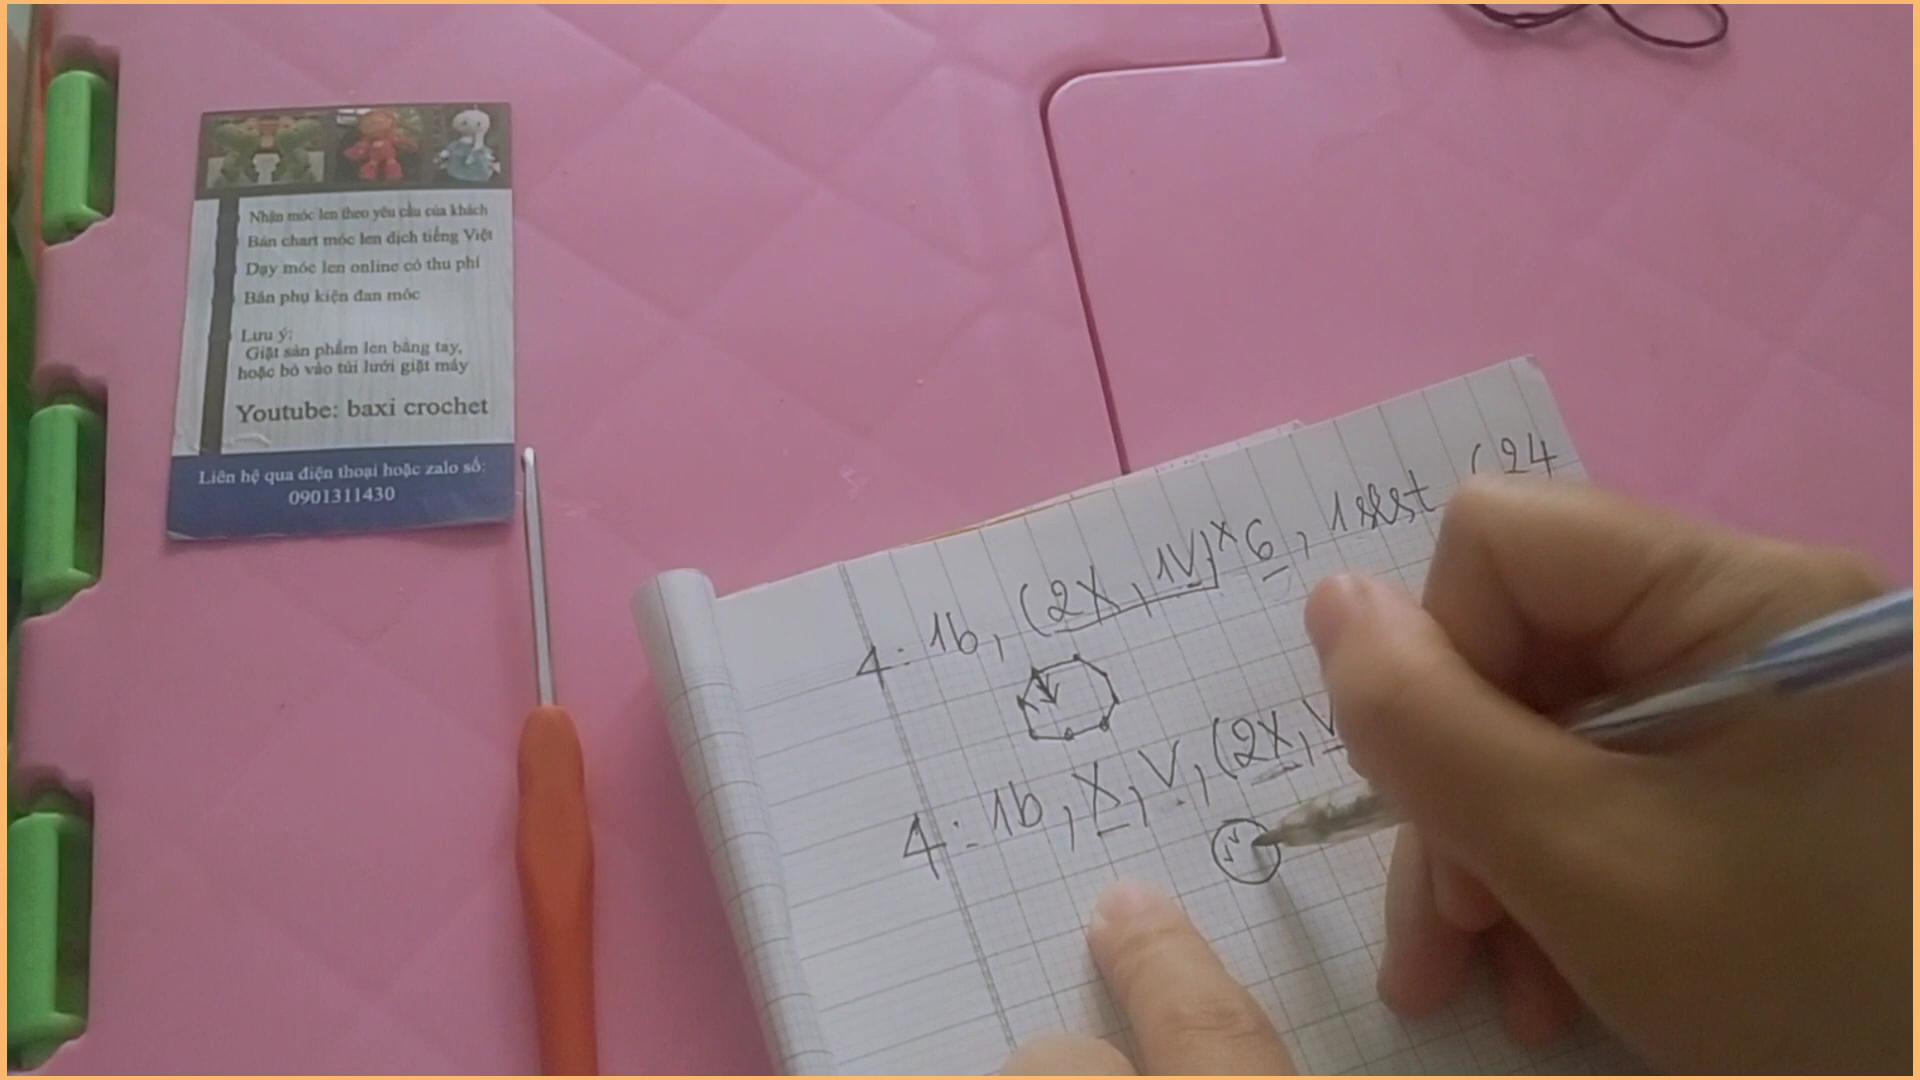 Nhận móc len theo yêu cầu của khách
Bán chart móc len dịch tiếng Việt
Dạy móc len online có thu phí
Bán phụ kiện đan móc
Lưu ý:
Giặt sản phẩm len bằng tay,
hoặc bỏ vào túi lưới giặt máy
Youtube: baxi crochet
Liên hệ qua điện thoại hoặc zalo số:
0901311430
4: 1b, (2X, 1V) x 6, 1slst (24
4: 1b, X, V, (2X, V